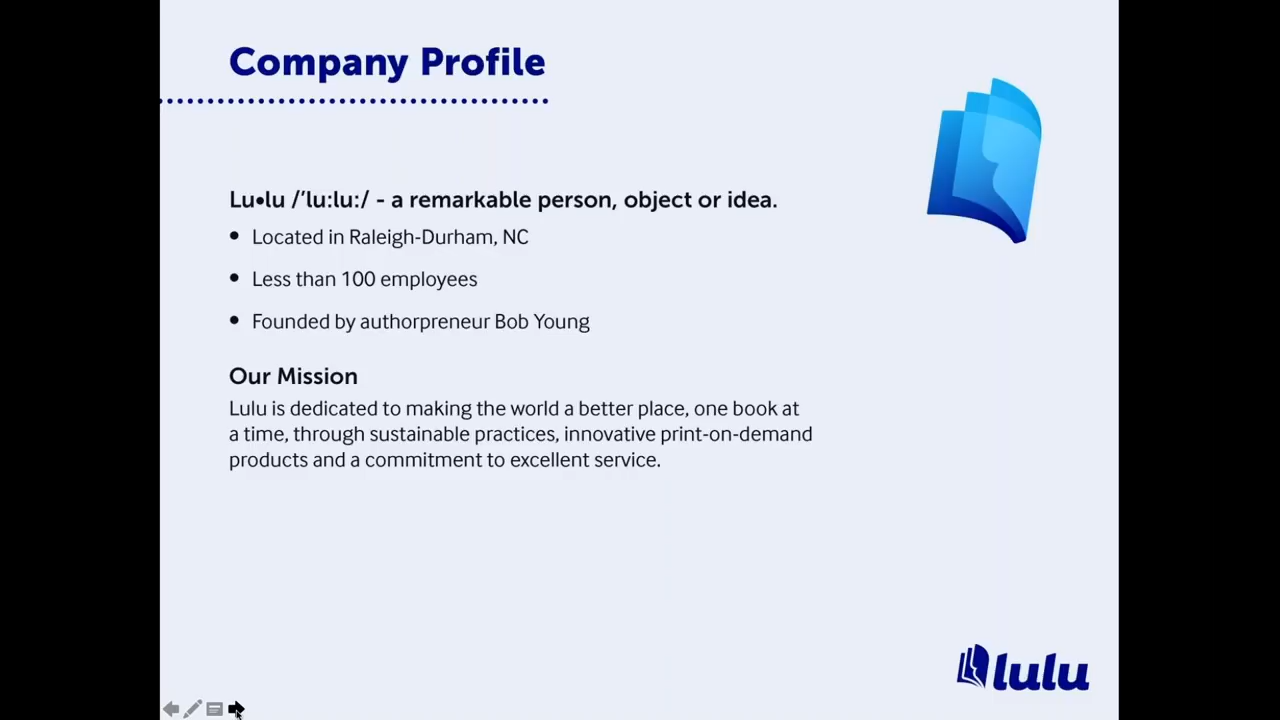 Company Profile
Lu•lu /ʼlu:lu:/ - a remarkable person, object or idea.
• Located in Raleigh-Durham, NC
• Less than 100 employees
• Founded by authorpreneur Bob Young
Our Mission
Lulu is dedicated to making the world a better place, one book at
a time, through sustainable practices, innovative print-on-demand
products and a commitment to excellent service.
lulu